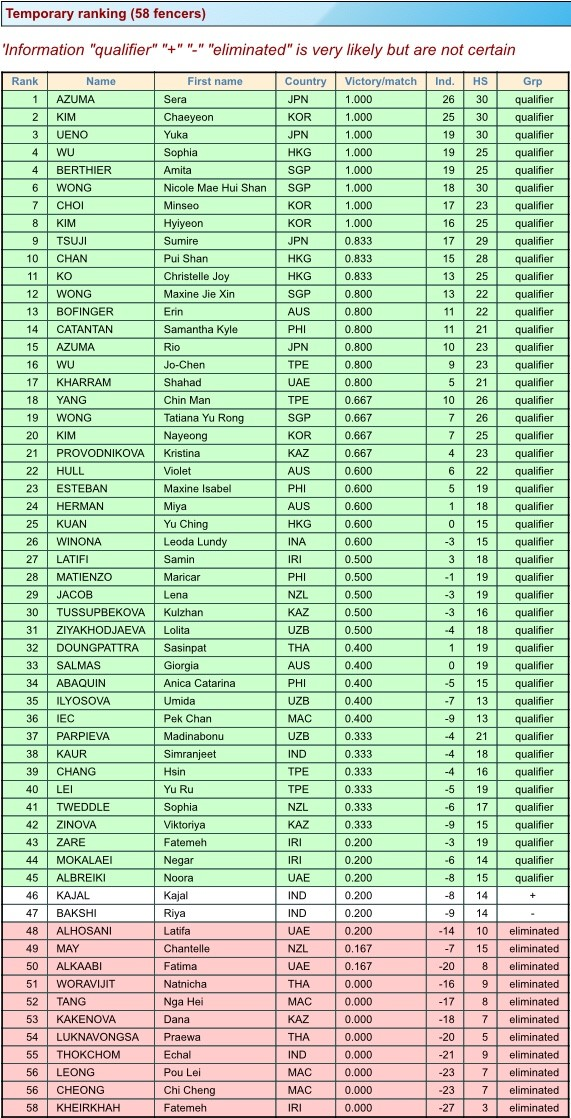 Temporary ranking (58 fencers)
'Information "qualifier" "+" "-" "eliminated" is very likely but are not certain
Rank Name First name Country Victory/match Ind. HS Grp
1 AZUMA Sera JPN 1.000 26 30 qualifier
2 KIM Chaeyeon KOR 1.000 25 30 qualifier
3 UENO Yuka JPN 1.000 19 30 qualifier
4 WU Sophia HKG 1.000 19 25 qualifier
4 BERTHIER Amita SGP 1.000 19 25 qualifier
6 WONG Nicole Mae Hui Shan SGP 1.000 18 30 qualifier
7 CHOI Minseo KOR 1.000 17 23 qualifier
8 KIM Hyiyeon KOR 1.000 16 25 qualifier
9 TSUJI Sumire JPN 0.833 17 29 qualifier
10 CHAN Pui Shan HKG 0.833 15 28 qualifier
11 KO Christelle Joy HKG 0.833 13 25 qualifier
12 WONG Maxine Jie Xin SGP 0.800 13 22 qualifier
13 BOFINGER Erin AUS 0.800 11 22 qualifier
14 CATANTAN Samantha Kyle PHI 0.800 11 21 qualifier
15 AZUMA Rio JPN 0.800 10 23 qualifier
16 WU Jo-Chen TPE 0.800 9 23 qualifier
17 KHARRAM Shahad UAE 0.800 5 21 qualifier
18 YANG Chin Man TPE 0.667 10 26 qualifier
19 WONG Tatiana Yu Rong SGP 0.667 7 26 qualifier
20 KIM Nayeong KOR 0.667 7 25 qualifier
21 PROVODNIKOVA Kristina KAZ 0.667 4 23 qualifier
22 HULL Violet AUS 0.600 6 22 qualifier
23 ESTEBAN Maxine Isabel PHI 0.600 5 19 qualifier
24 HERMAN Miya AUS 0.600 1 18 qualifier
25 KUAN Yu Ching HKG 0.600 0 15 qualifier
26 WINONA Leoda Lundy INA 0.600 -3 15 qualifier
27 LATIFI Samin IRI 0.500 3 18 qualifier
28 MATIENZO Maricar PHI 0.500 -1 19 qualifier
29 JACOB Lena NZL 0.500 -3 19 qualifier
30 TUSSUPBEKOVA Kulzhan KAZ 0.500 -3 16 qualifier
31 ZIYAKHODJAEVA Lolita UZB 0.500 -4 18 qualifier
32 DOUNGPATTRA Sasinpat THA 0.400 1 19 qualifier
33 SALMAS Giorgia AUS 0.400 0 19 qualifier
34 ABAQUIN Anica Catarina PHI 0.400 -5 15 qualifier
35 ILYOSOVA Umida UZB 0.400 -7 13 qualifier
36 IEC Pek Chan MAC 0.400 -9 13 qualifier
37 PARPIEVA Madinabonu UZB 0.333 -4 21 qualifier
38 KAUR Simranjeet IND 0.333 -4 18 qualifier
39 CHANG Hsin TPE 0.333 -4 16 qualifier
40 LEI Yu Ru TPE 0.333 -5 19 qualifier
41 TWEDDLE Sophia NZL 0.333 -6 17 qualifier
42 ZINOVA Viktoriya KAZ 0.333 -9 15 qualifier
43 ZARE Fatemeh IRI 0.200 -3 19 qualifier
44 MOKALAEI Negar IRI 0.200 -6 14 qualifier
45 ALBREIKI Noora UAE 0.200 -8 15 qualifier
46 KAJAL Kajal IND 0.200 -8 14 +
47 BAKSHI Riya IND 0.200 -9 14 -
48 ALHOSANI Latifa UAE 0.200 -14 10 eliminated
49 MAY Chantelle NZL 0.167 -7 15 eliminated
50 ALKAABI Fatima UAE 0.167 -20 8 eliminated
51 WORAVIJIT Natnicha THA 0.000 -16 9 eliminated
52 TANG Nga Hei MAC 0.000 -17 8 eliminated
53 KAKENOVA Dana KAZ 0.000 -18 7 eliminated
54 LUKNAVONGSA Praewa THA 0.000 -20 5 eliminated
55 THOKCHOM Echal IND 0.000 -21 9 eliminated
56 LEONG Pou Lei MAC 0.000 -23 7 eliminated
56 CHEONG Chi Cheng MAC 0.000 -23 7 eliminated
58 KHEIRKHAH Fatemeh IRI 0.000 -27 3 eliminated